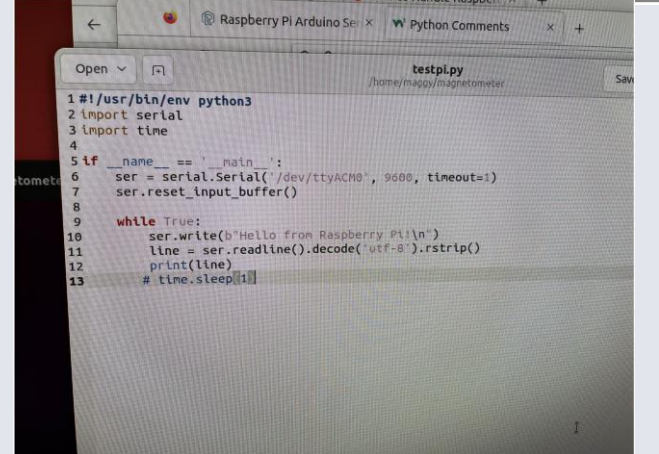 Raspberry Pi Arduino Ser ×
Python Comments × +
Open
testpi.py
/home/maggy/magnetometer
Sav
tomete
1 #!/usr/bin/env python3
2 import serial
3 import time
4
5 if __name__ == '__main__':
6 ser = serial.Serial('/dev/ttyACM0', 9600, timeout=1)
7 ser.reset_input_buffer()
8
9 while True:
10 ser.write(b"Hello from Raspberry Pi!\n")
11 line = ser.readline().decode('utf-8').rstrip()
12 print(line)
13 # time.sleep(1)